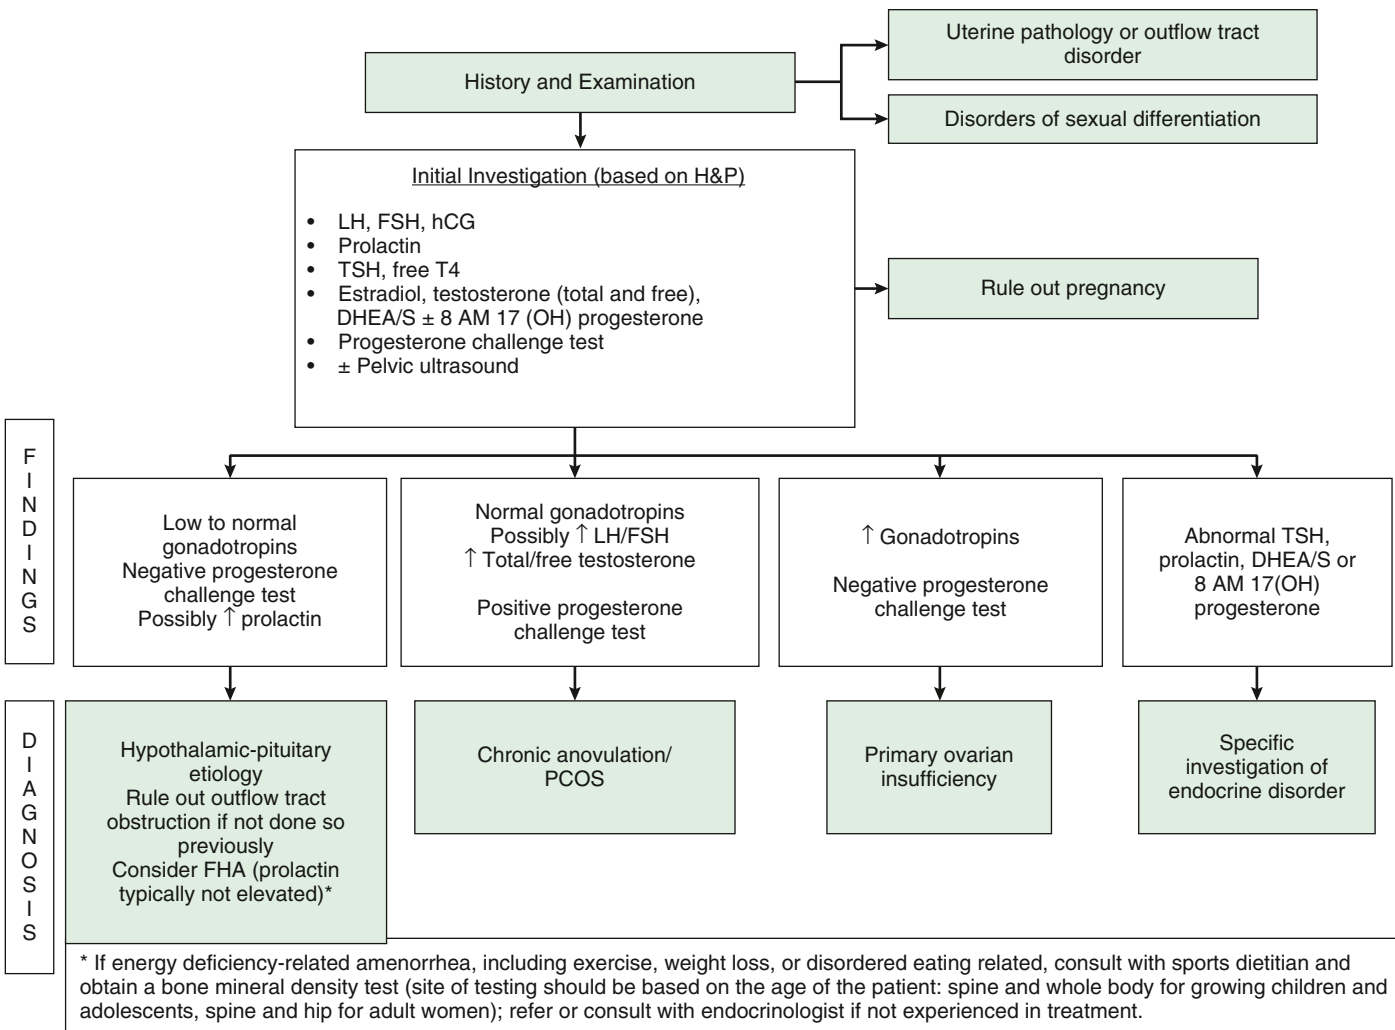 History and Examination
Uterine pathology or outflow tract
disorder
Disorders of sexual differentiation
Initial Investigation (based on H&P)
• LH, FSH, hCG
• Prolactin
• TSH, free T4
• Estradiol, testosterone (total and free),
DHEA/S ± 8 AM 17 (OH) progesterone
• Progesterone challenge test
• ± Pelvic ultrasound
Rule out pregnancy
F
I
N
D
I
N
G
S
Low to normal
gonadotropins
Negative progesterone
challenge test
Possibly ↑ prolactin
Normal gonadotropins
Possibly ↑ LH/FSH
↑ Total/free testosterone
Positive progesterone
challenge test
↑ Gonadotropins
Negative progesterone
challenge test
Abnormal TSH,
prolactin, DHEA/S or
8 AM 17(OH)
progesterone
D
I
A
G
N
O
S
I
S
Hypothalamic-pituitary
etiology
Rule out outflow tract
obstruction if not done so
previously
Consider FHA (prolactin
typically not elevated)*
Chronic anovulation/
PCOS
Primary ovarian
insufficiency
Specific
investigation of
endocrine disorder
* If energy deficiency-related amenorrhea, including exercise, weight loss, or disordered eating related, consult with sports dietitian and
obtain a bone mineral density test (site of testing should be based on the age of the patient: spine and whole body for growing children and
adolescents, spine and hip for adult women); refer or consult with endocrinologist if not experienced in treatment.